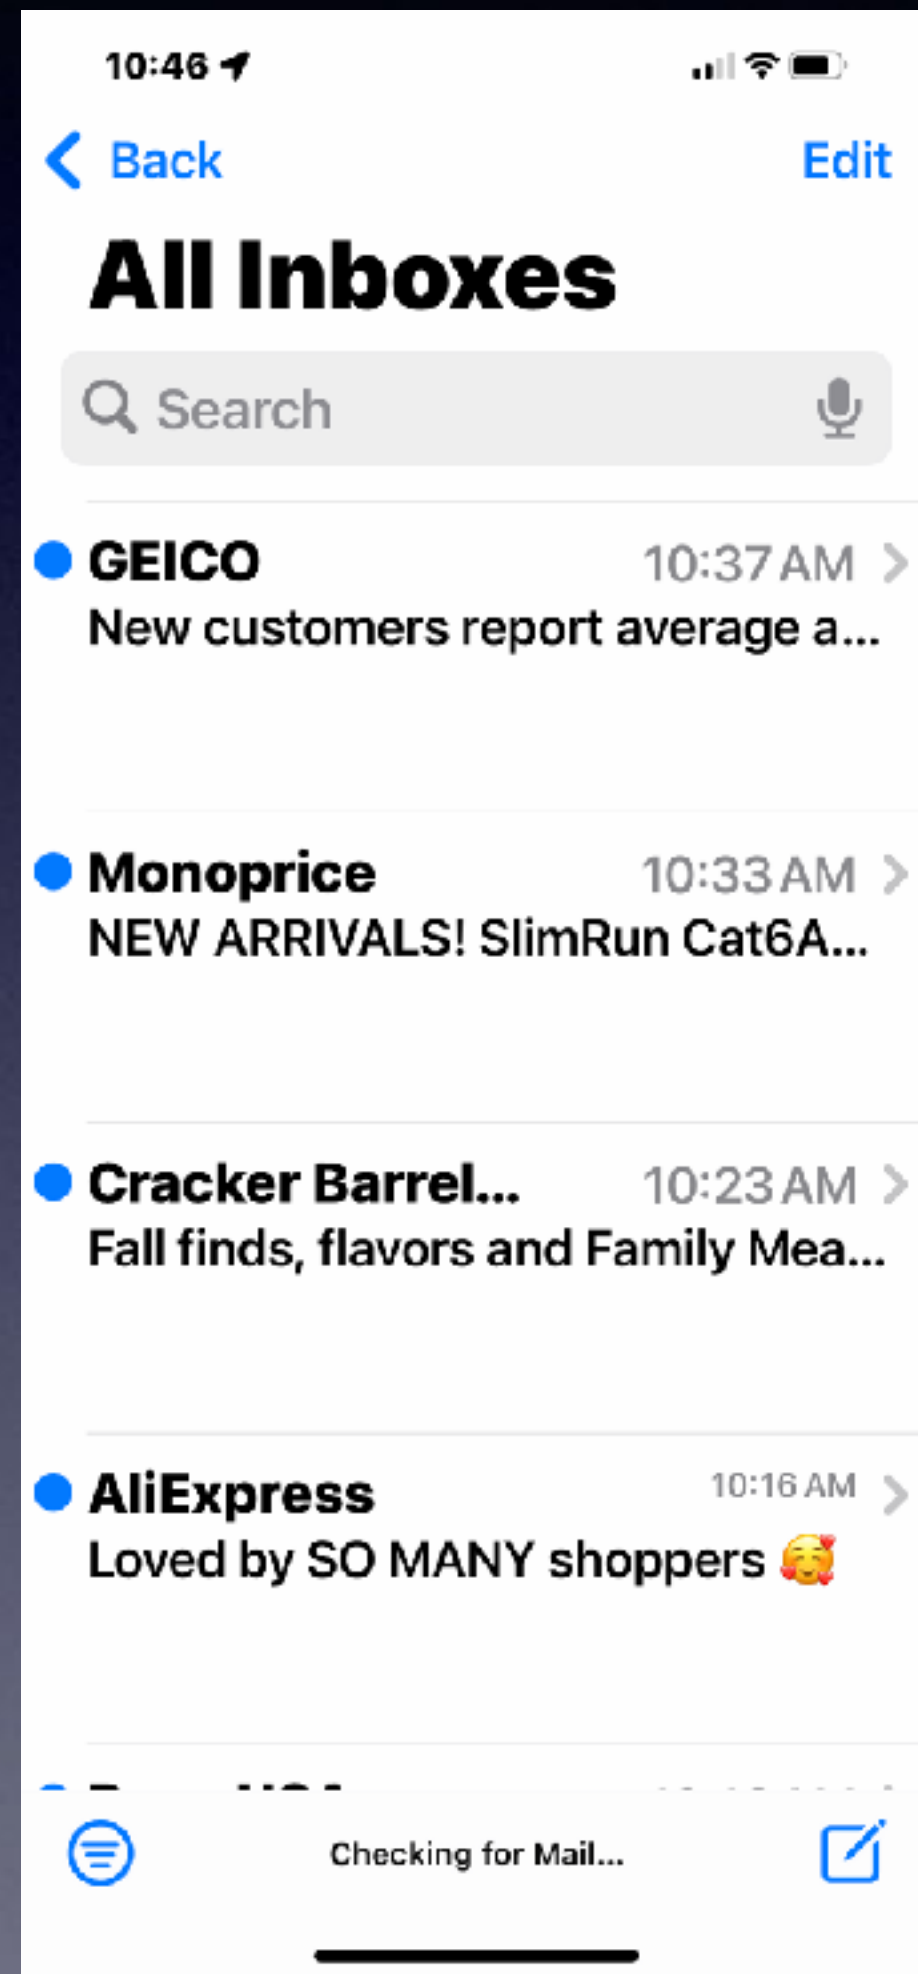 10:46
Back Edit
All Inboxes
Search
GEICO 10:37 AM
New customers report average a...
Monoprice 10:33 AM
NEW ARRIVALS! SlimRun Cat6A...
Cracker Barrel... 10:23 AM
Fall finds, flavors and Family Mea...
AliExpress 10:16 AM
Loved by SO MANY shoppers 🥰
Checking for Mail...